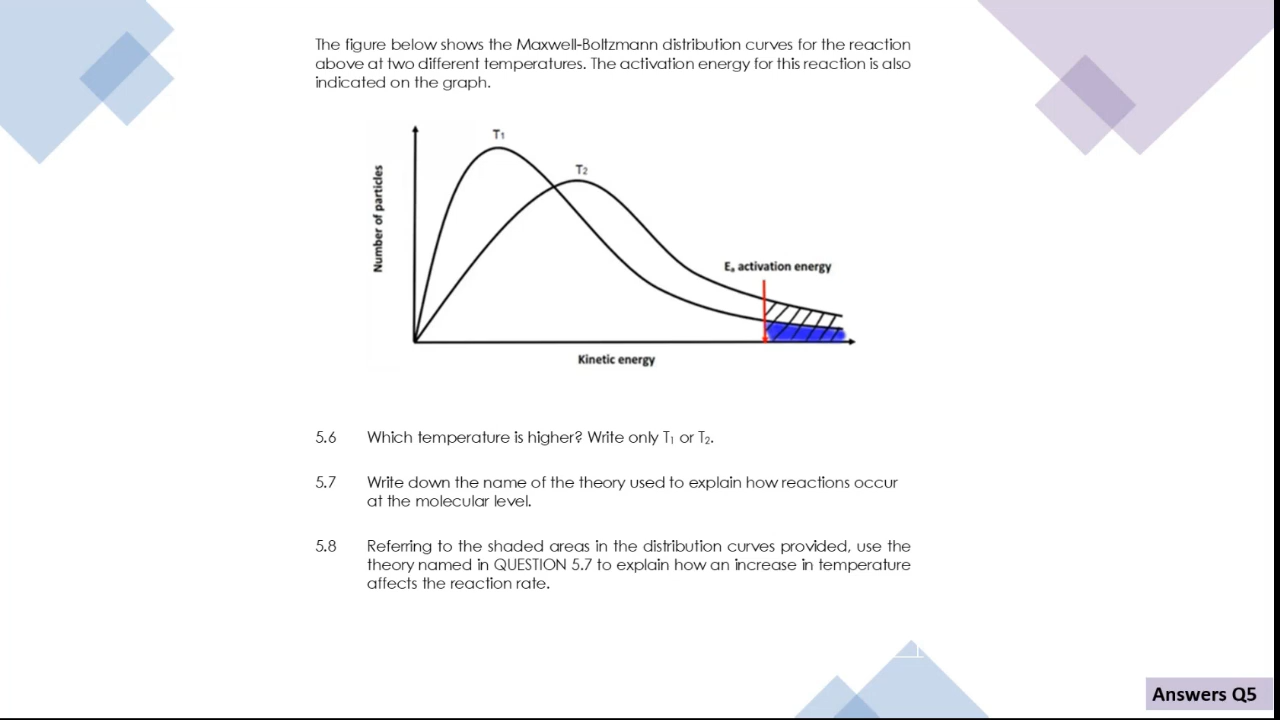 The figure below shows the Maxwell-Boltzmann distribution curves for the reaction
above at two different temperatures. The activation energy for this reaction is also
indicated on the graph.
T₁
T₂
Number of particles
Eₐ activation energy
Kinetic energy
5.6 Which temperature is higher? Write only T₁ or T₂.
5.7 Write down the name of the theory used to explain how reactions occur
at the molecular level.
5.8 Referring to the shaded areas in the distribution curves provided, use the
theory named in QUESTION 5.7 to explain how an increase in temperature
affects the reaction rate.
Answers Q5